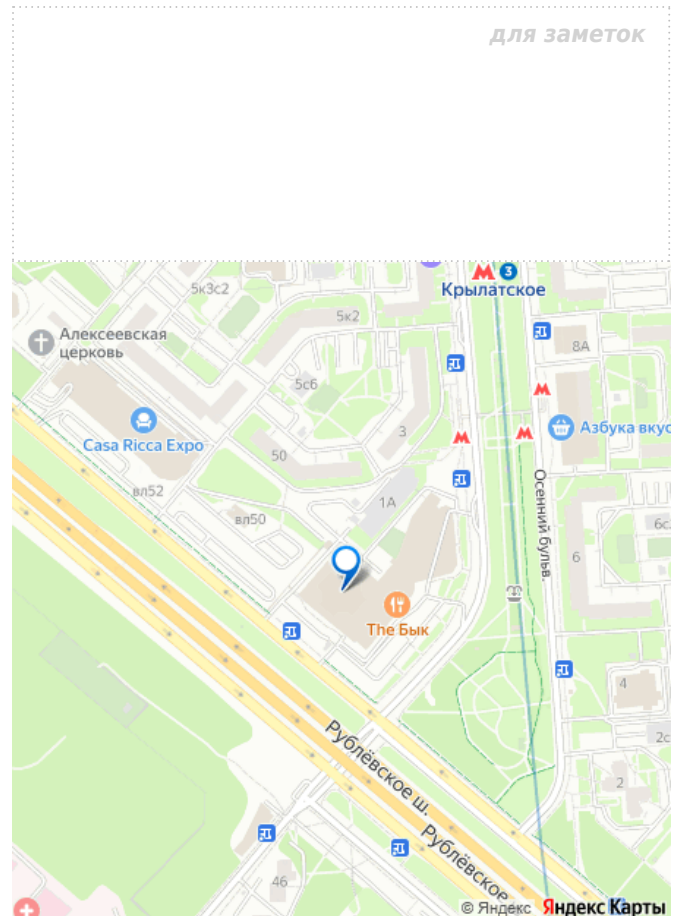 для заметок
3
Крылатское
5к3с2
5к2
Алексеевская
церковь
8А
5с6
Casa Ricca Expo
3
Азбука вкус
50
вл52
1А
вл50
Осенний бульв.
6с
6
The Бык
4
Рублёвское ш.
2с
2
Рублёвское
46
© Яндекс
Яндекс Карты